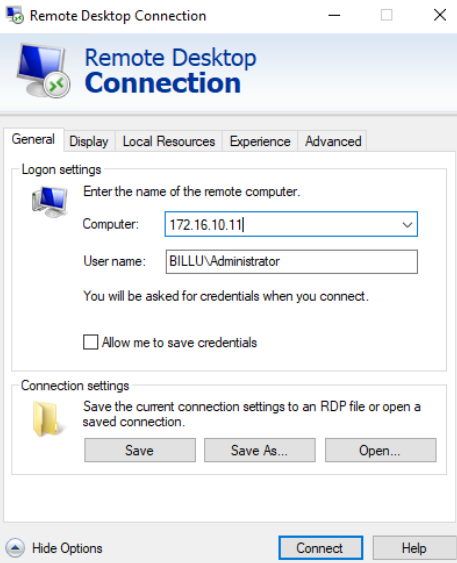 Remote Desktop Connection
Remote Desktop
Connection
General Display Local Resources Experience Advanced
Logon settings
Enter the name of the remote computer.
Computer: 172.16.10.11
User name: BILLU\Administrator
You will be asked for credentials when you connect.
Allow me to save credentials
Connection settings
Save the current connection settings to an RDP file or open a
saved connection.
Save Save As... Open...
Hide Options Connect Help